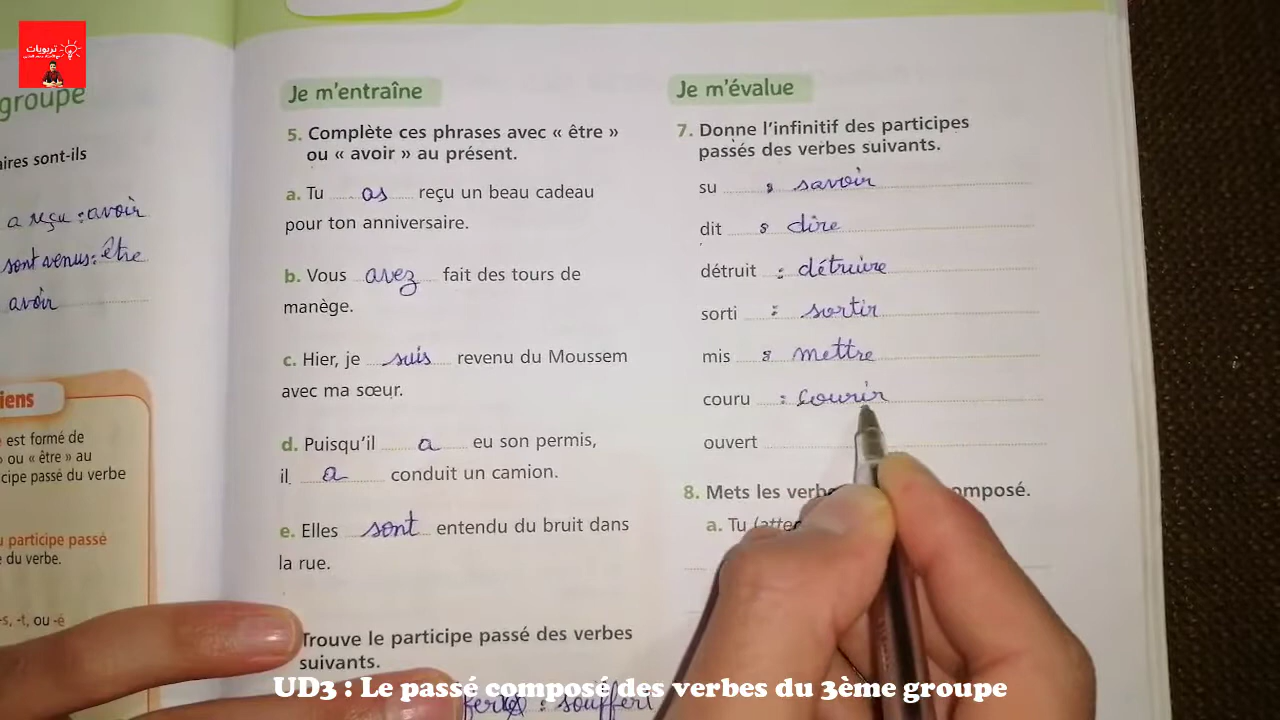 تربويات
groupe
aires sont-ils
a reçu : avoir
sont venus : être
avoir
iens
est formé de
» ou « être » au
cipe passé du verbe
u participe passé
e du verbe.
-s, -t, ou -é
Je m'entraîne
5. Complète ces phrases avec « être »
ou « avoir » au présent.
a. Tu as reçu un beau cadeau
pour ton anniversaire.
b. Vous avez fait des tours de
manège.
c. Hier, je suis revenu du Moussem
avec ma sœur.
d. Puisqu'il a eu son permis,
il a conduit un camion.
e. Elles sont entendu du bruit dans
la rue.
Trouve le participe passé des verbes
suivants.
: souffert
Je m'évalue
7. Donne l'infinitif des participes
passés des verbes suivants.
su : savoir
dit : dire
détruit : détruire
sorti : sortir
mis : mettre
couru : courir
ouvert
8. Mets les verbe omposé.
a. Tu (atte
UD3 : Le passé composé des verbes du 3ème groupe